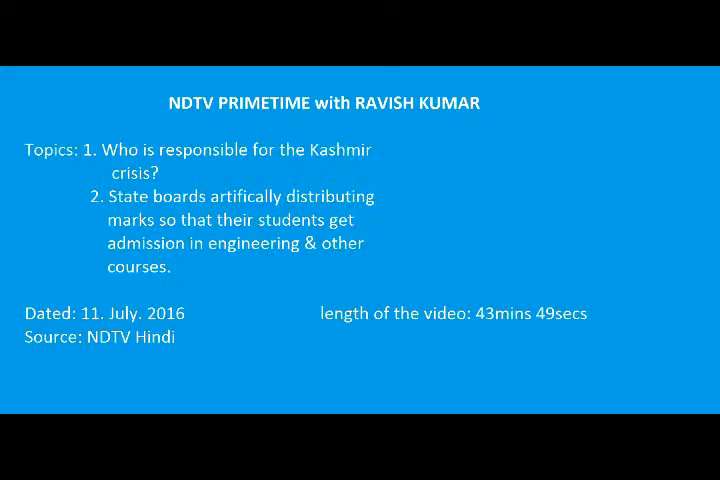 NDTV PRIMETIME with RAVISH KUMAR
Topics: 1. Who is responsible for the Kashmir
crisis?
2. State boards artifically distributing
marks so that their students get
admission in engineering & other
courses.
Dated: 11. July. 2016 length of the video: 43mins 49secs
Source: NDTV Hindi